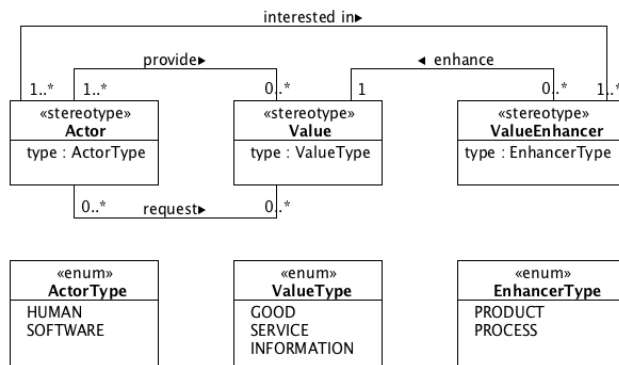 interested in▶
provide▶
◀ enhance
1..*
1..*
0..*
1
0..*
1..*
«stereotype»
Actor
type : ActorType
«stereotype»
Value
type : ValueType
«stereotype»
ValueEnhancer
type : EnhancerType
0..*
request▶
0..*
«enum»
ActorType
HUMAN
SOFTWARE
«enum»
ValueType
GOOD
SERVICE
INFORMATION
«enum»
EnhancerType
PRODUCT
PROCESS